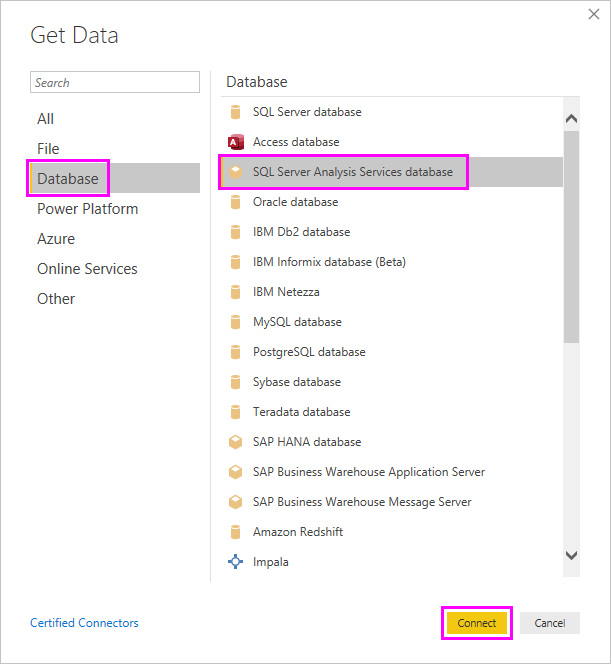 Get Data
Search
All
File
Database
Power Platform
Azure
Online Services
Other
Database
SQL Server database
Access database
SQL Server Analysis Services database
Oracle database
IBM Db2 database
IBM Informix database (Beta)
IBM Netezza
MySQL database
PostgreSQL database
Sybase database
Teradata database
SAP HANA database
SAP Business Warehouse Application Server
SAP Business Warehouse Message Server
Amazon Redshift
Impala
Certified Connectors
Connect
Cancel